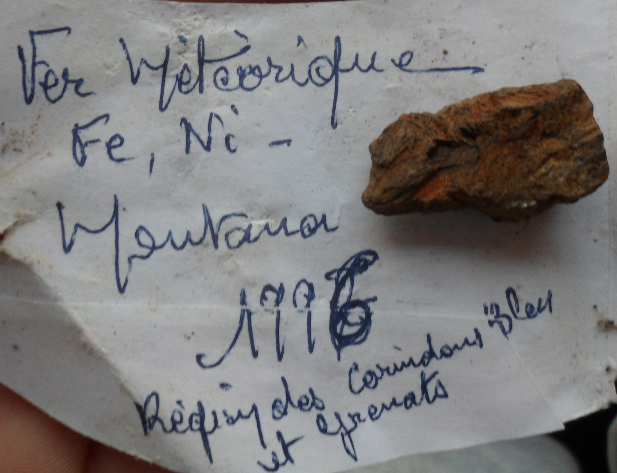 Fer Météorique
Fe, Ni -
Montana
Région des Corindons Bleu
et Grenats